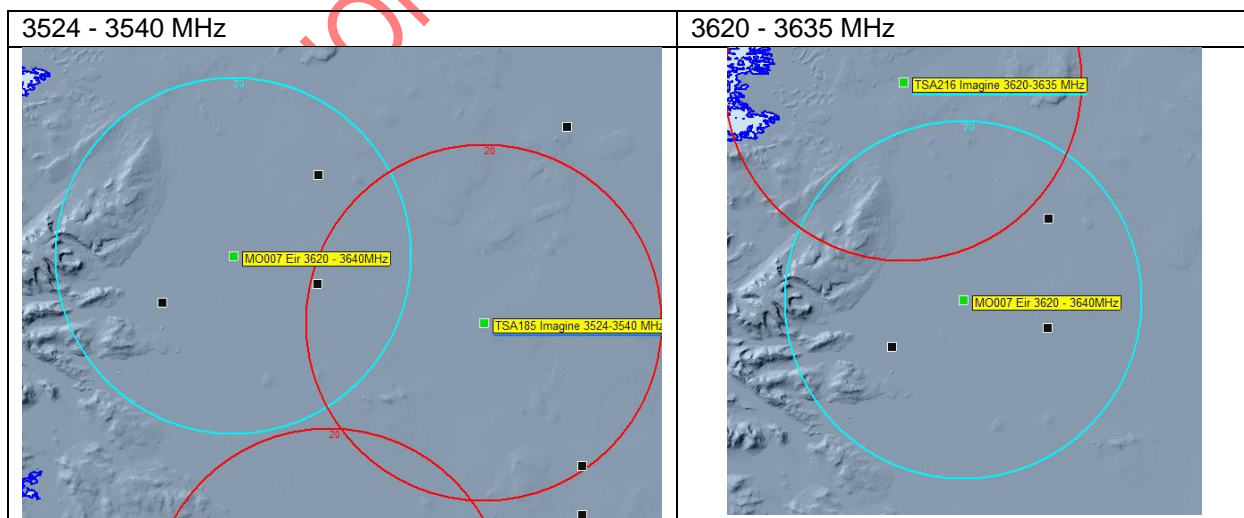 3524 - 3540 MHz
3620 - 3635 MHz
20
MO007 Eir 3620 - 3640MHz
20
TSA185 Imagine 3524-3540 MHz
20
TSA216 Imagine 3620-3635 MHz
20
MO007 Eir 3620 - 3640MHz